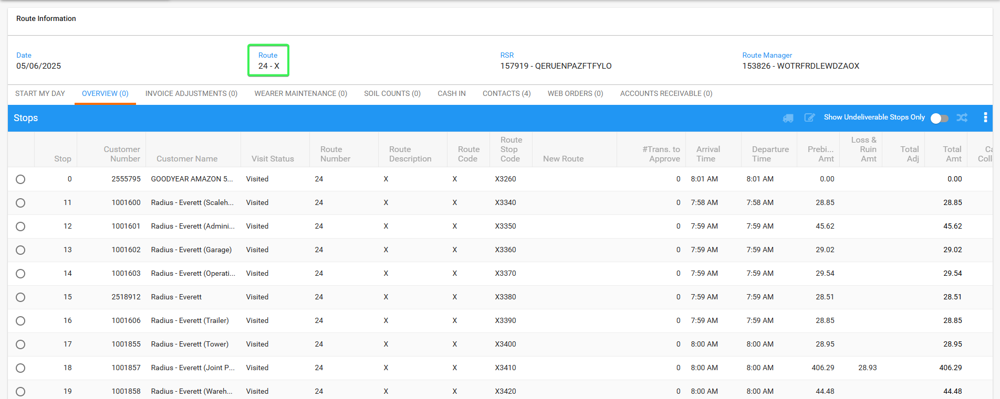 Route Information
Date Route RSR Route Manager
05/06/2025 24 - X 157919 - QERUENPAZFTFYLO 153826 - WOTRFRDLEWDZAOX
START MY DAY OVERVIEW (0) INVOICE ADJUSTMENTS (0) WEARER MAINTENANCE (0) SOIL COUNTS (0) CASH IN CONTACTS (4) WEB ORDERS (0) ACCOUNTS RECEIVABLE (0)
Stops Show Undeliverable Stops Only
Stop Customer Number Customer Name Visit Status Route Number Route Description Route Code Route Stop Code New Route #Trans. to Approve Arrival Time Departure Time Prebi... Amt Loss & Ruin Amt Total Adj Total Amt Ca Coll
0 2555795 GOODYEAR AMAZON 5... Visited 24 X X X3260 0 8:01 AM 8:01 AM 0.00 0.00
11 1001600 Radius - Everett (Scaleh... Visited 24 X X X3340 0 7:58 AM 7:58 AM 28.85 28.85
12 1001601 Radius - Everett (Admini... Visited 24 X X X3350 0 7:59 AM 7:59 AM 45.62 45.62
13 1001602 Radius - Everett (Garage) Visited 24 X X X3360 0 7:59 AM 7:59 AM 29.02 29.02
14 1001603 Radius - Everett (Operati... Visited 24 X X X3370 0 7:59 AM 7:59 AM 29.54 29.54
15 2518912 Radius - Everett Visited 24 X X X3380 0 7:59 AM 7:59 AM 28.51 28.51
16 1001606 Radius - Everett (Trailer) Visited 24 X X X3390 0 7:59 AM 7:59 AM 28.85 28.85
17 1001855 Radius - Everett (Tower) Visited 24 X X X3400 0 8:00 AM 8:00 AM 28.95 28.95
18 1001857 Radius - Everett (Joint P... Visited 24 X X X3410 0 8:00 AM 8:00 AM 406.29 28.93 406.29
19 1001858 Radius - Everett (Wareh... Visited 24 X X X3420 0 8:00 AM 8:00 AM 44.48 44.48